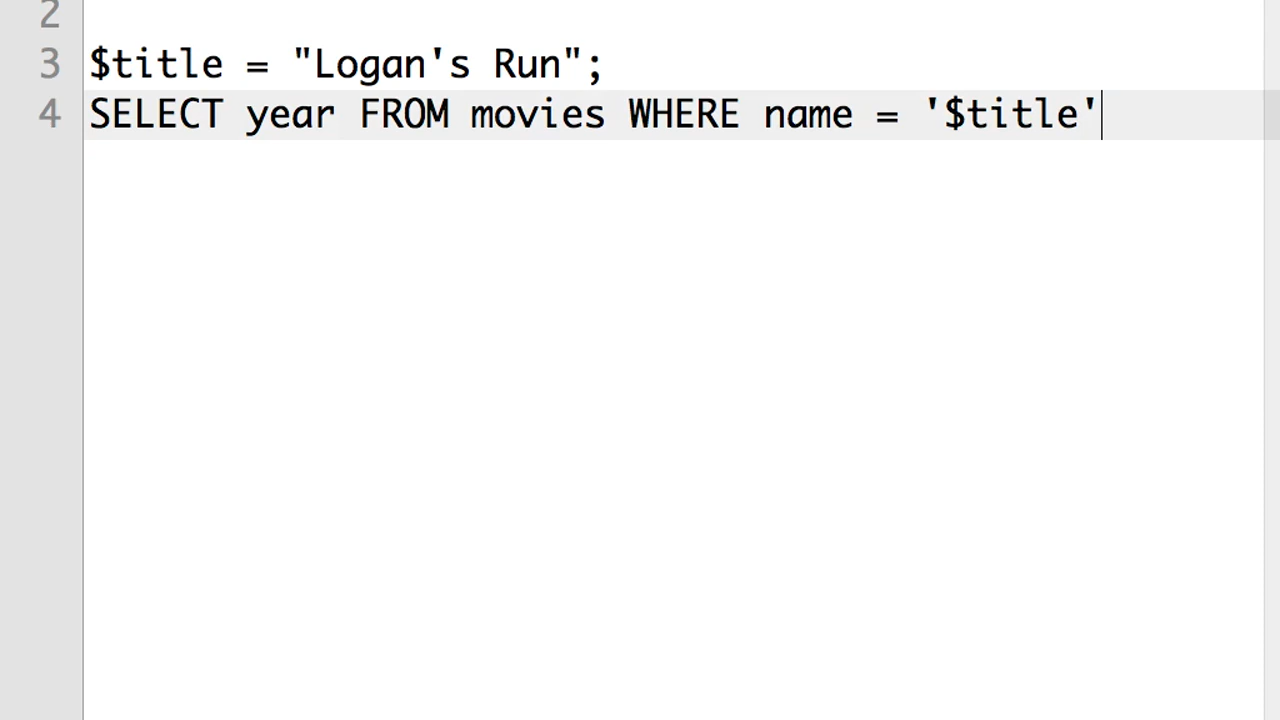 2
3 $title = "Logan's Run";
4 SELECT year FROM movies WHERE name = '$title'